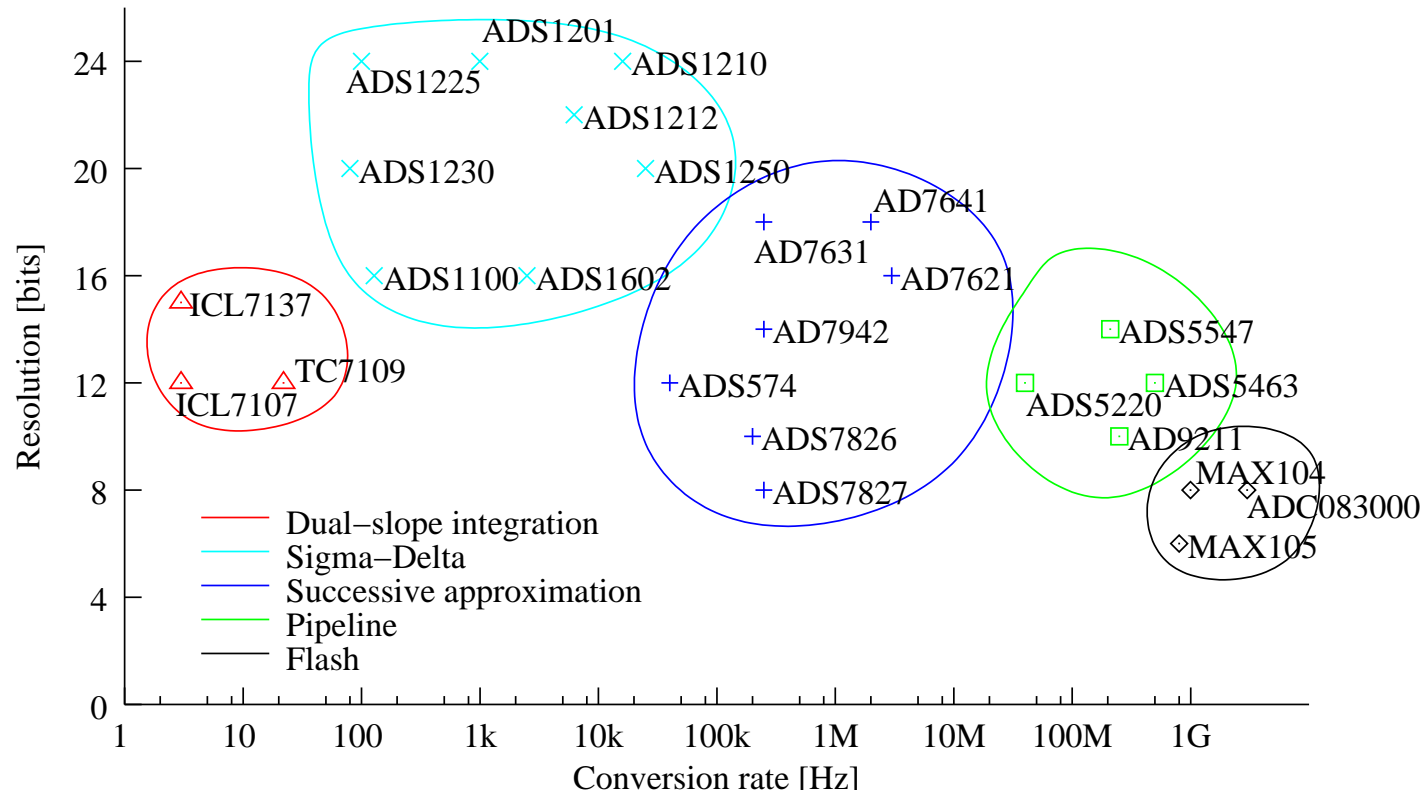 ADS1201
24
ADS1225
ADS1210
ADS1212
20
ADS1230
ADS1250
AD7641
AD7631
16
ADS1100
ADS1602
AD7621
ICL7137
AD7942
ADS5547
12
TC7109
ICL7107
ADS574
ADS5220
ADS5463
ADS7826
AD9211
8
ADS7827
MAX104
ADC083000
MAX105
Resolution [bits]
Dual−slope integration
Sigma−Delta
Successive approximation
Pipeline
Flash
4
0
1 10 100 1k 10k 100k 1M 10M 100M 1G
Conversion rate [Hz]